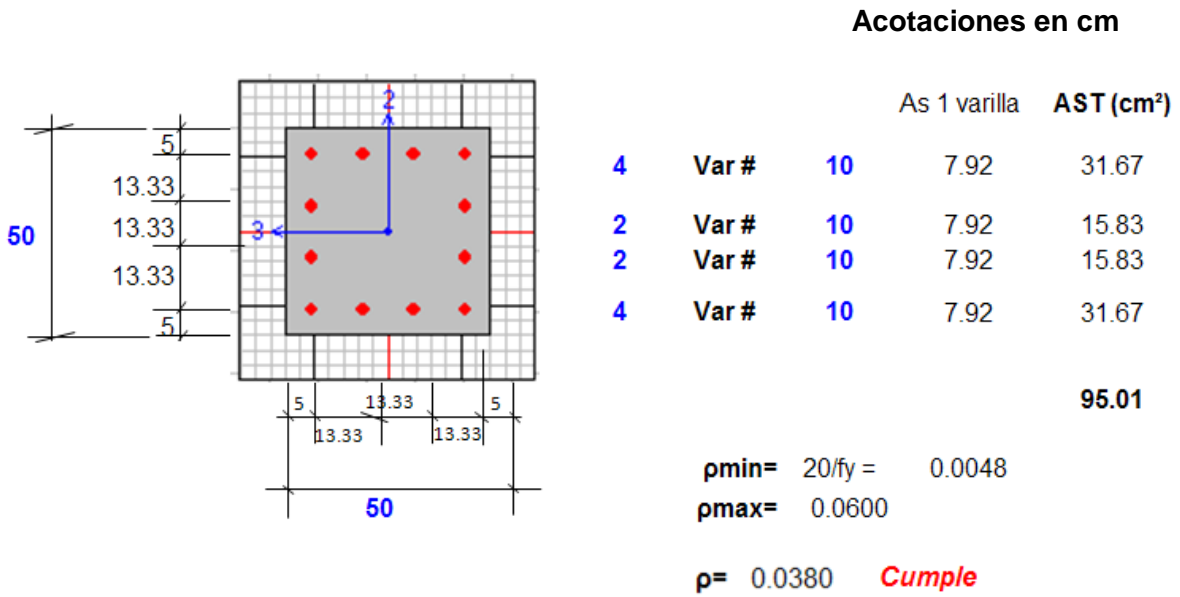 Acotaciones en cm
As 1 varilla AST (cm²)
4 Var # 10 7.92 31.67
2 Var # 10 7.92 15.83
2 Var # 10 7.92 15.83
4 Var # 10 7.92 31.67
95.01
ρmin= 20/fy = 0.0048
ρmax= 0.0600
ρ= 0.0380 Cumple
2
3
50
5
13.33
13.33
13.33
5
5 13.33 5
13.33 13.33
50